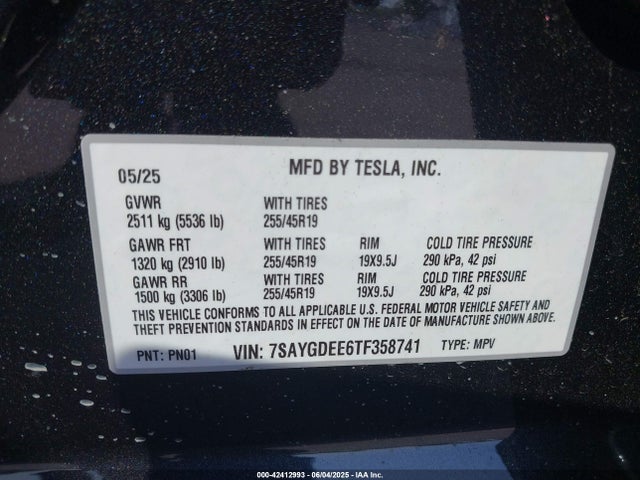 05/25 MFD BY TESLA, INC.
GVWR WITH TIRES
2511 kg (5536 lb) 255/45R19
GAWR FRT WITH TIRES RIM COLD TIRE PRESSURE
1320 kg (2910 lb) 255/45R19 19X9.5J 290 kPa, 42 psi
GAWR RR WITH TIRES RIM COLD TIRE PRESSURE
1500 kg (3306 lb) 255/45R19 19X9.5J 290 kPa, 42 psi
THIS VEHICLE CONFORMS TO ALL APPLICABLE U.S. FEDERAL MOTOR VEHICLE SAFETY AND
THEFT PREVENTION STANDARDS IN EFFECT ON THE DATE OF MANUFACTURE SHOWN ABOVE.
PNT: PN01 VIN: 7SAYGDEE6TF358741 TYPE: MPV
000-42412993 - 06/04/2025 - IAA Inc.